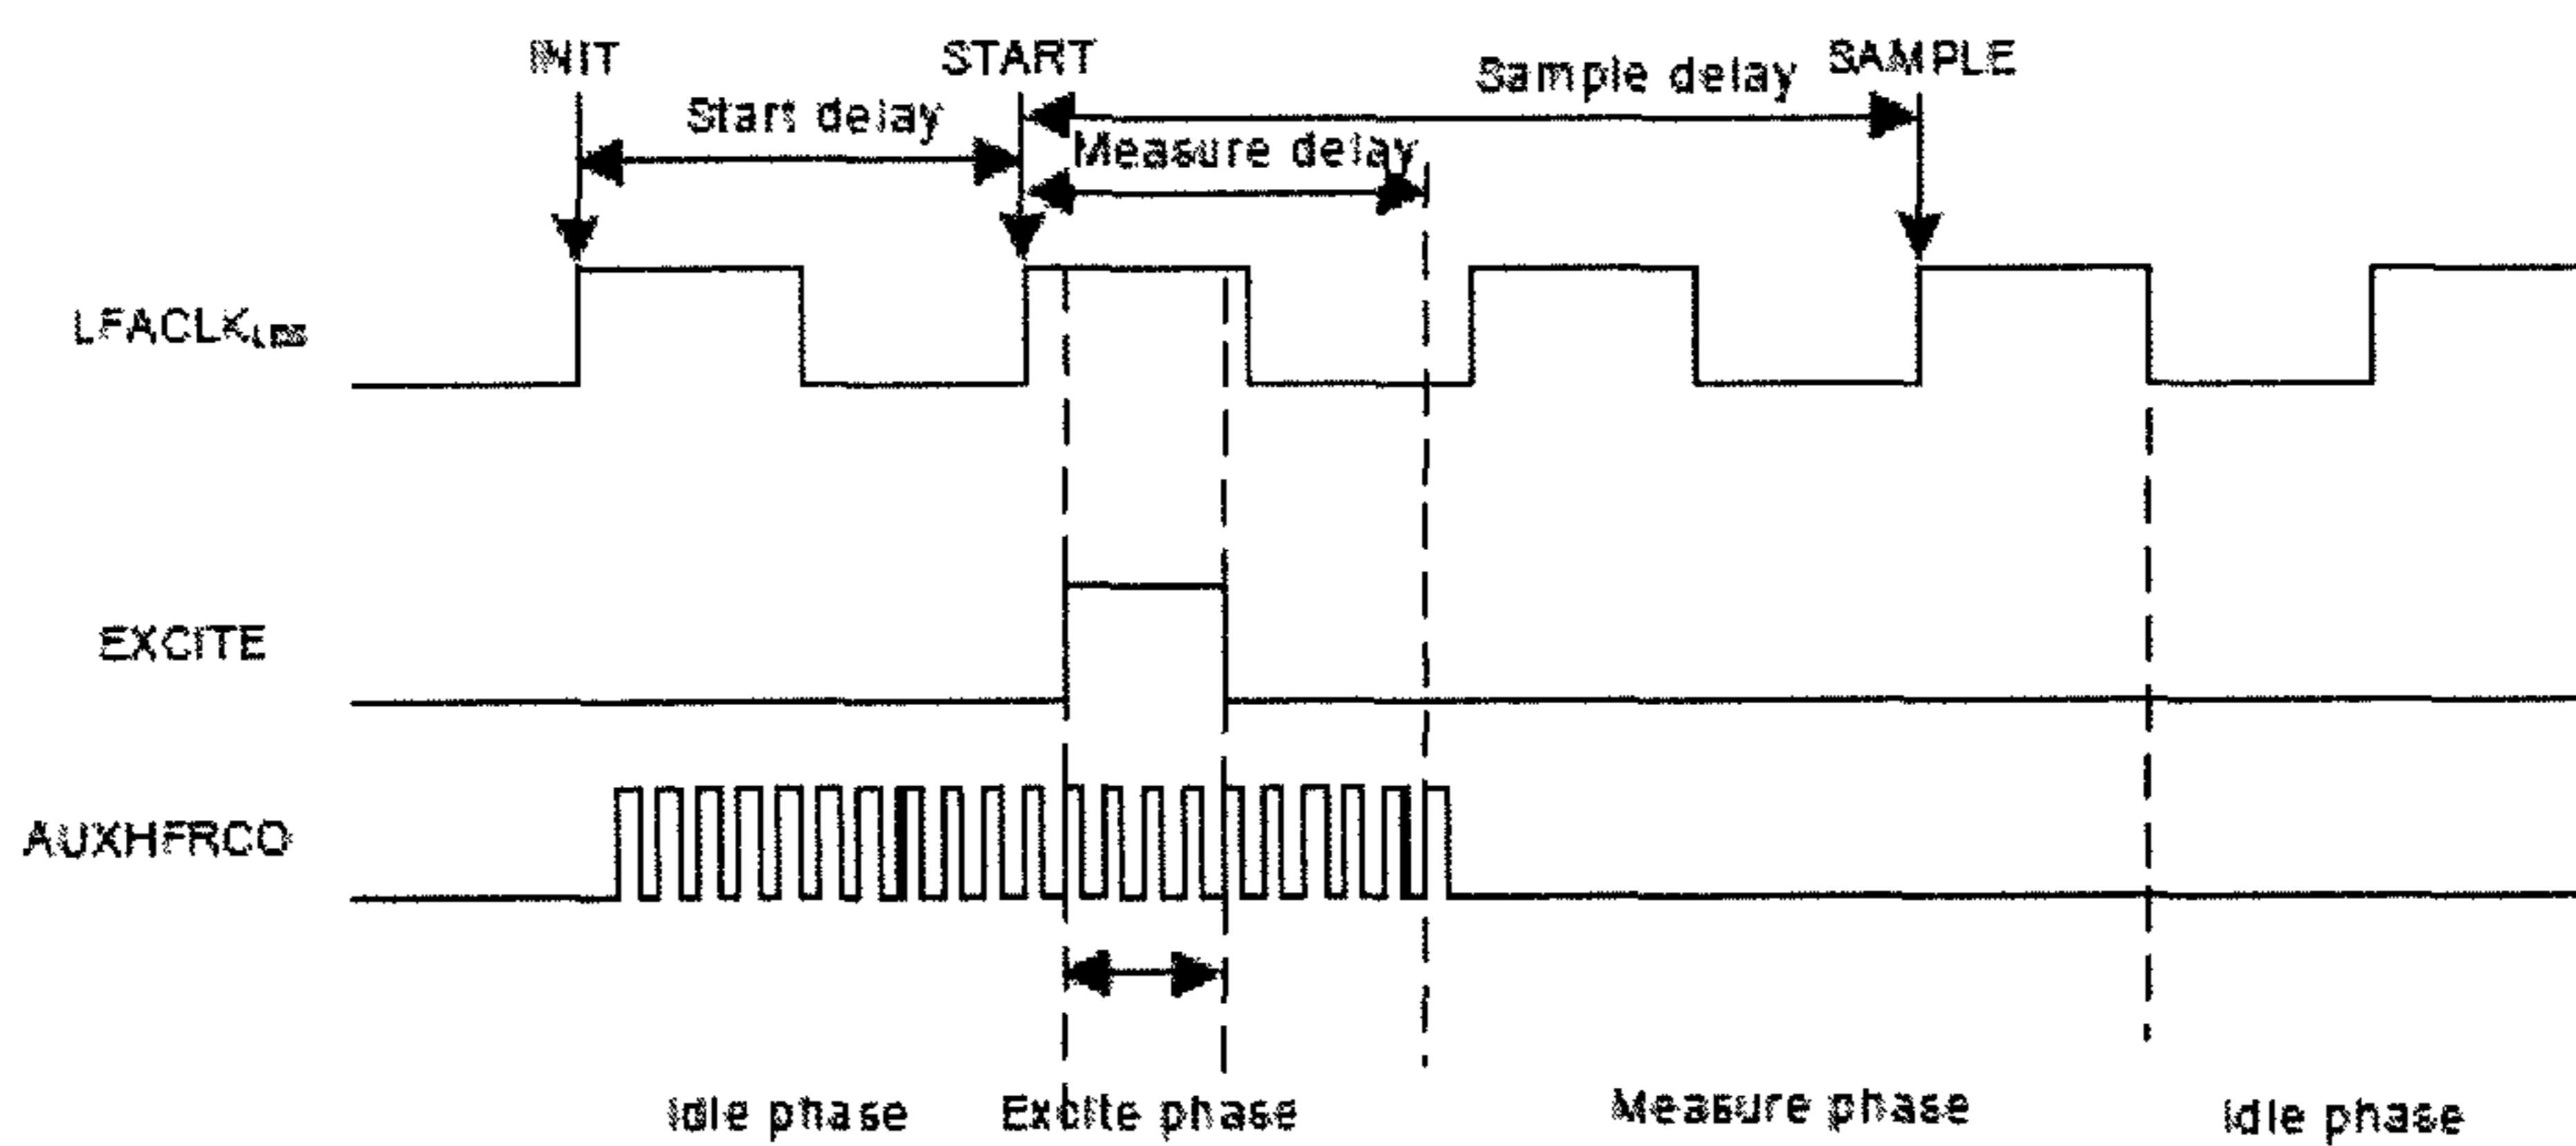 INIT
START
Sample delay
SAMPLE
Start delay
Measure delay
LFACLK
EXCITE
AUXHFRCO
Idle phase
Excite phase
Measure phase
Idle phase